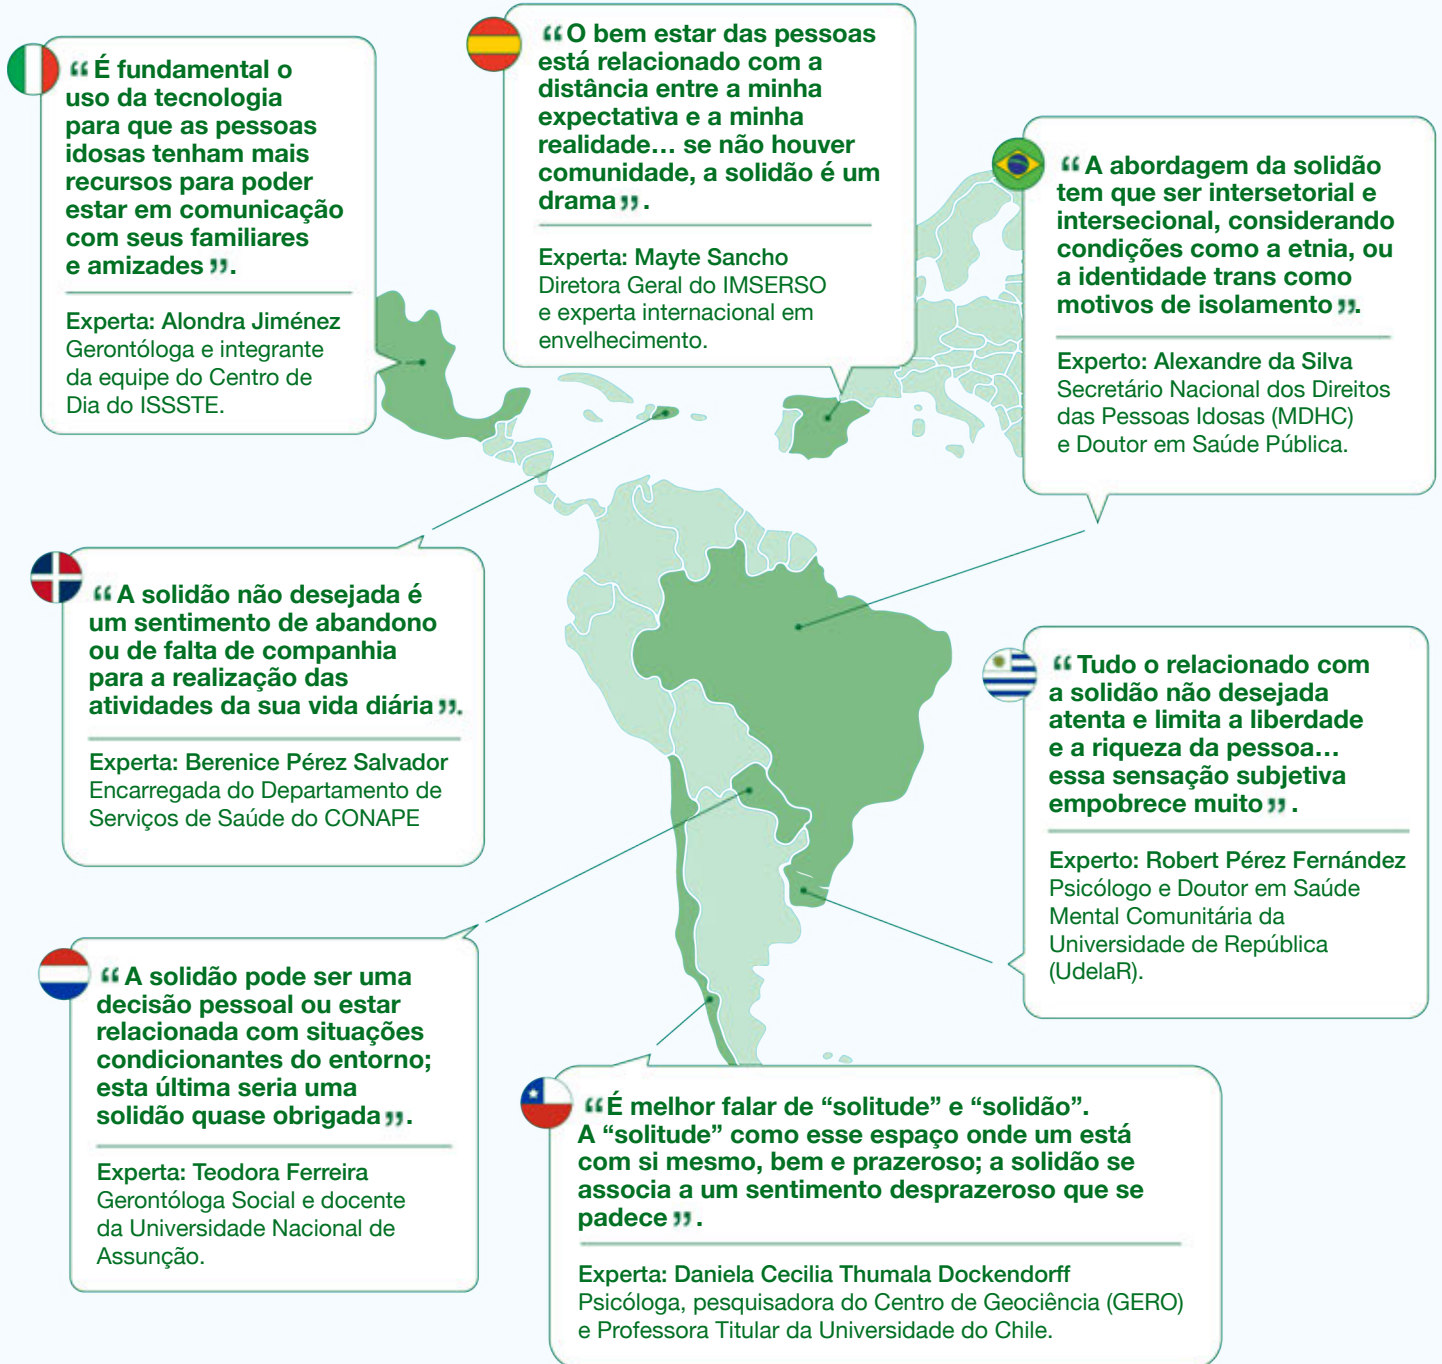 “É fundamental o
uso da tecnologia
para que as pessoas
idosas tenham mais
recursos para poder
estar em comunicação
com seus familiares
e amizades”.
Experta: Alondra Jiménez
Gerontóloga e integrante
da equipe do Centro de
Dia do ISSSTE.
“O bem estar das pessoas
está relacionado com a
distância entre a minha
expectativa e a minha
realidade... se não houver
comunidade, a solidão é um
drama”.
Experta: Mayte Sancho
Diretora Geral do IMSERSO
e experta internacional em
envelhecimento.
“A abordagem da solidão
tem que ser intersetorial e
intersecional, considerando
condições como a etnia, ou
a identidade trans como
motivos de isolamento”.
Experto: Alexandre da Silva
Secretário Nacional dos Direitos
das Pessoas Idosas (MDHC)
e Doutor em Saúde Pública.
“A solidão não desejada é
um sentimento de abandono
ou de falta de companhia
para a realização das
atividades da sua vida diária”.
Experta: Berenice Pérez Salvador
Encarregada do Departamento de
Serviços de Saúde do CONAPE
“Tudo o relacionado com
a solidão não desejada
atenta e limita a liberdade
e a riqueza da pessoa...
essa sensação subjetiva
empobrece muito”.
Experto: Robert Pérez Fernández
Psicólogo e Doutor em Saúde
Mental Comunitária da
Universidade de República
(UdelaR).
“A solidão pode ser uma
decisão pessoal ou estar
relacionada com situações
condicionantes do entorno;
esta última seria uma
solidão quase obrigada”.
Experta: Teodora Ferreira
Gerontóloga Social e docente
da Universidade Nacional de
Assunção.
“É melhor falar de “solitude” e “solidão”.
A “solitude” como esse espaço onde um está
com si mesmo, bem e prazeroso; a solidão se
associa a um sentimento desprazeroso que se
padece”.
Experta: Daniela Cecilia Thumala Dockendorff
Psicóloga, pesquisadora do Centro de Geociência (GERO)
e Professora Titular da Universidade do Chile.